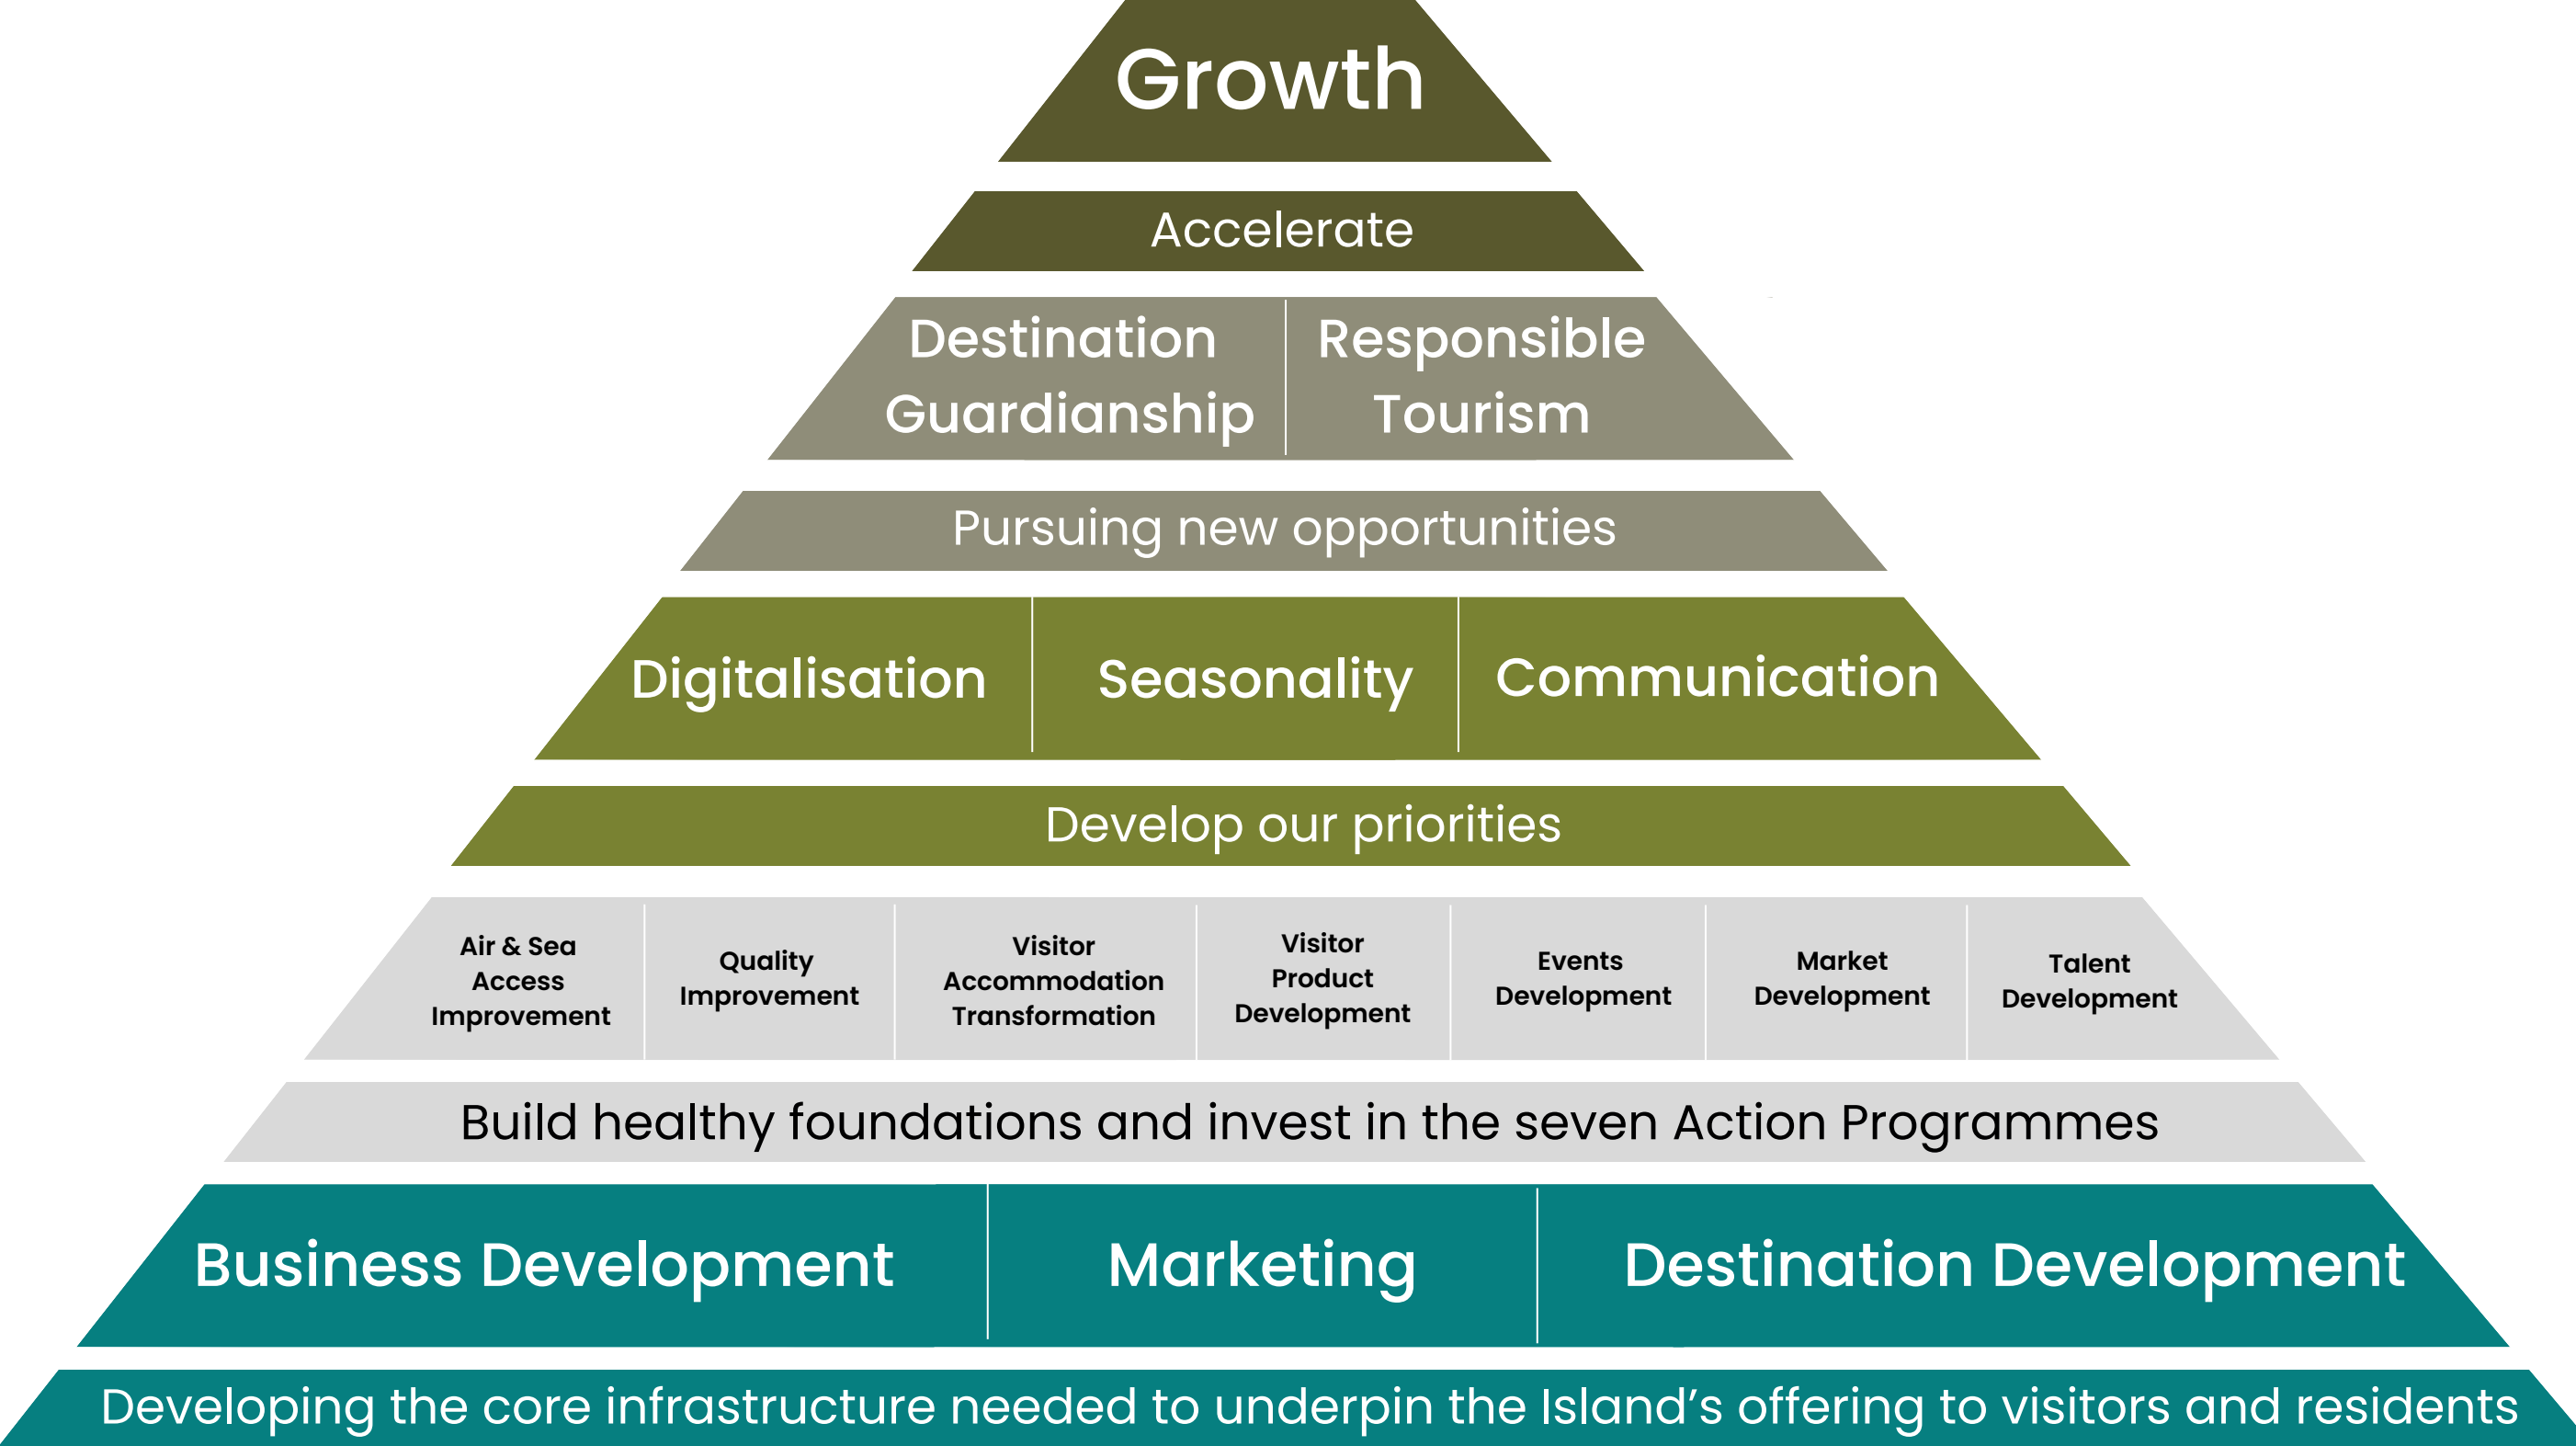 Growth
Accelerate
Destination
Guardianship
Responsible
Tourism
Pursuing new opportunities
Digitalisation
Seasonality
Communication
Develop our priorities
Air & Sea
Access
Improvement
Quality
Improvement
Visitor
Accommodation
Transformation
Visitor
Product
Development
Events
Development
Market
Development
Talent
Development
Build healthy foundations and invest in the seven Action Programmes
Business Development
Marketing
Destination Development
Developing the core infrastructure needed to underpin the Island’s offering to visitors and residents